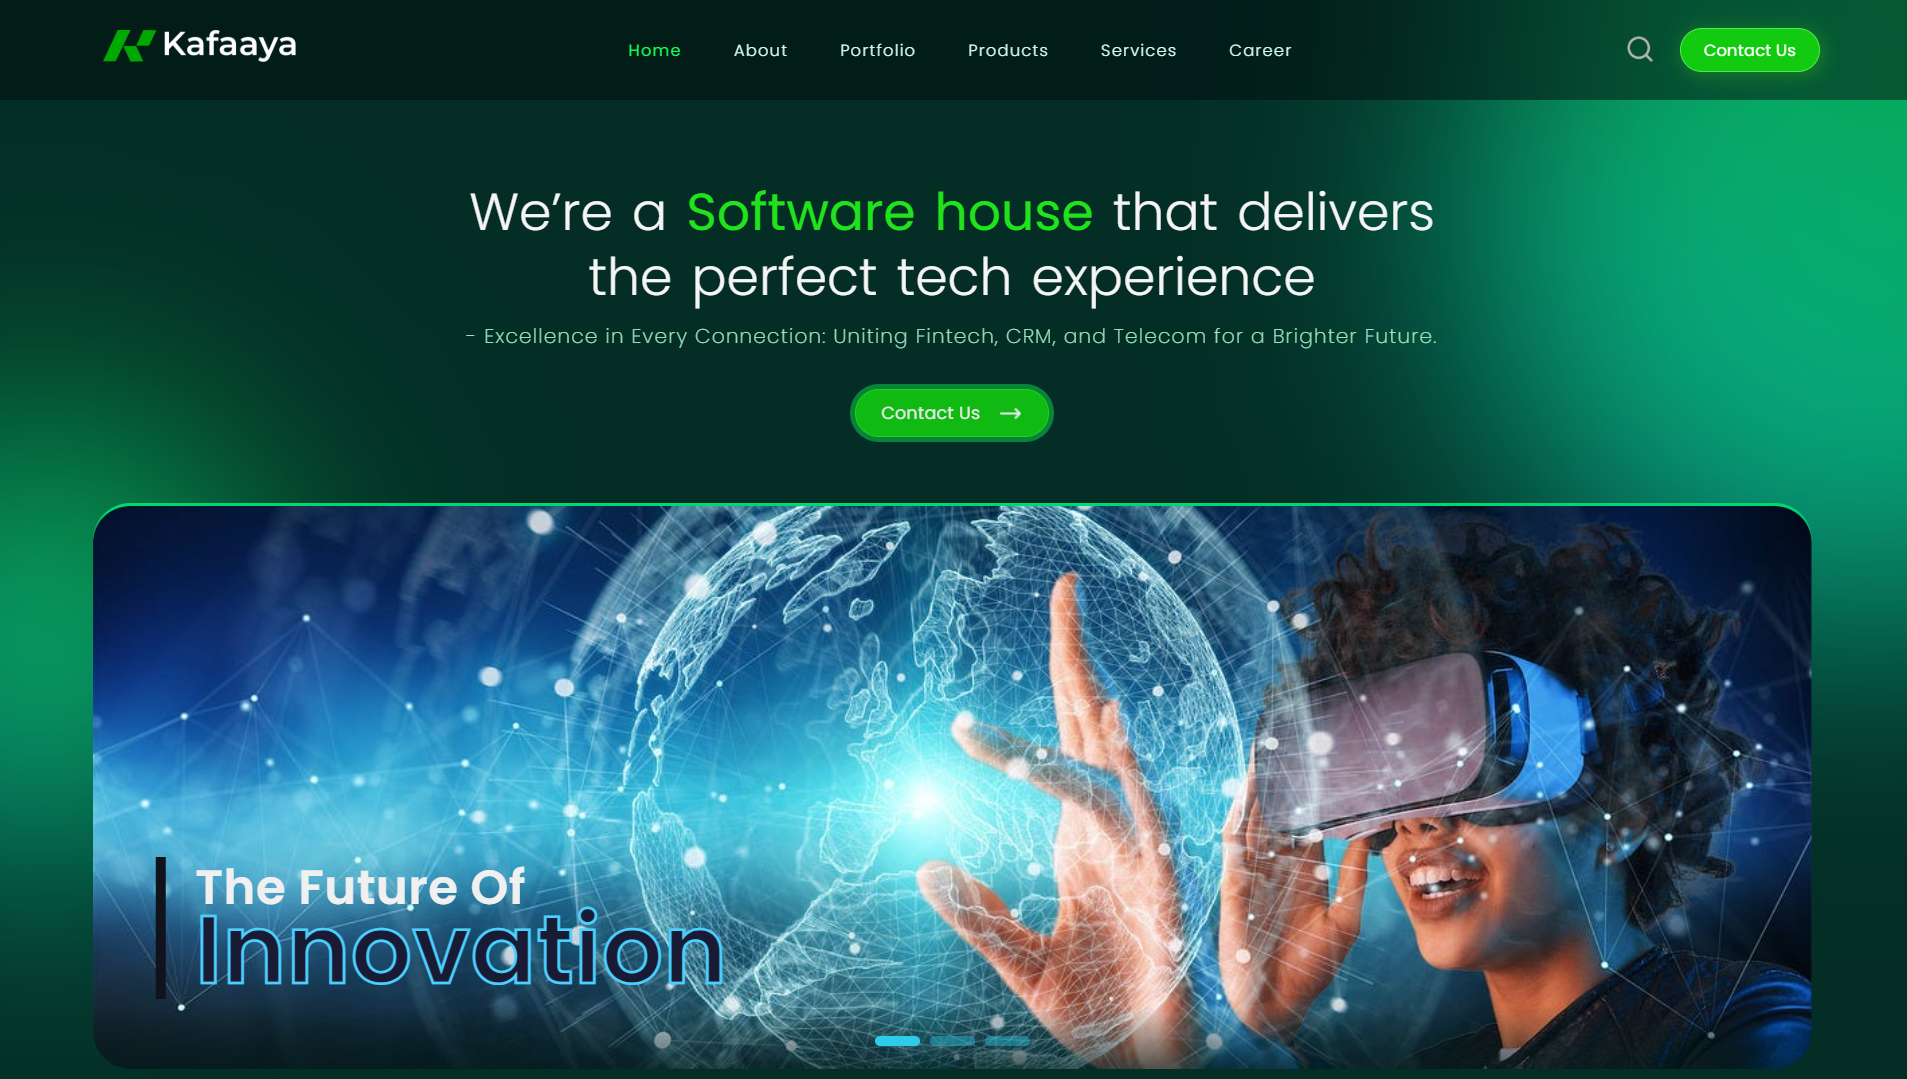 Kafaaya
Home About Portfolio Products Services Career
Contact Us
We’re a Software house that delivers
the perfect tech experience
- Excellence in Every Connection: Uniting Fintech, CRM, and Telecom for a Brighter Future.
Contact Us
The Future Of
Innovation